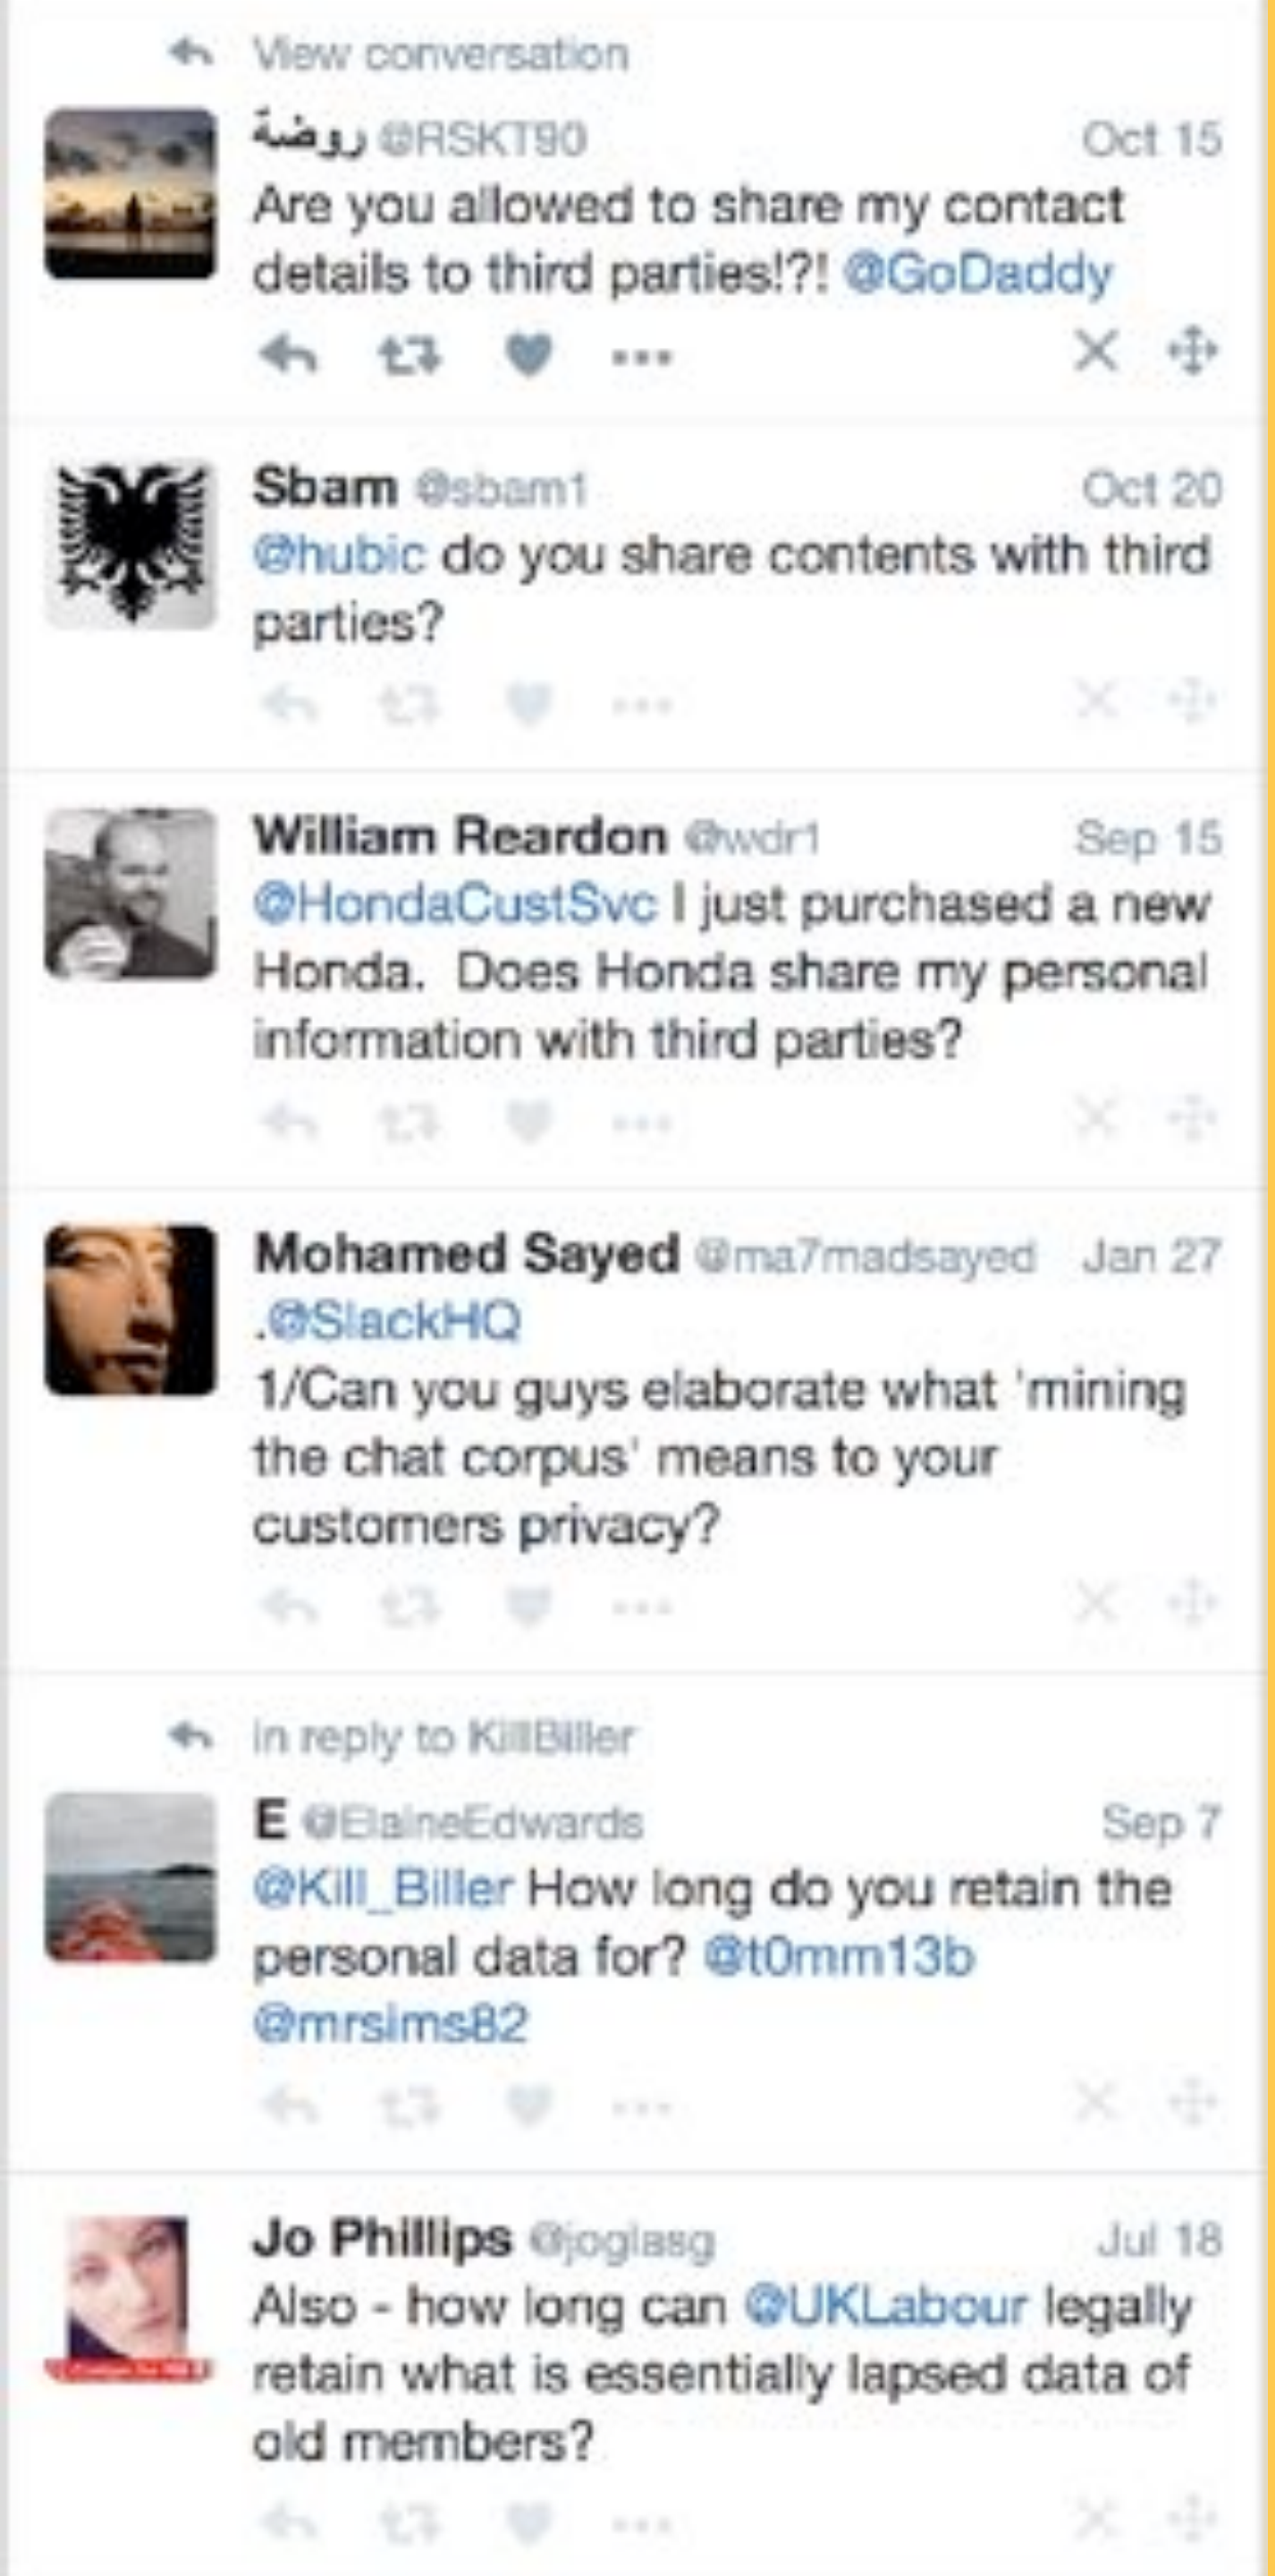 View conversation
روضة @RSKT90 Oct 15
Are you allowed to share my contact
details to third parties!?! @GoDaddy
Sbam @sbam1 Oct 20
@hubic do you share contents with third
parties?
William Reardon @wdr1 Sep 15
@HondaCustSvc I just purchased a new
Honda.  Does Honda share my personal
information with third parties?
Mohamed Sayed @ma7madsayed Jan 27
.@SlackHQ
1/Can you guys elaborate what 'mining
the chat corpus' means to your
customers privacy?
In reply to KillBiller
E @ElaineEdwards Sep 7
@Kill_Biller How long do you retain the
personal data for? @t0mm13b
@mrsims82
Jo Phillips @joglasg Jul 18
Also - how long can @UKLabour legally
retain what is essentially lapsed data of
old members?